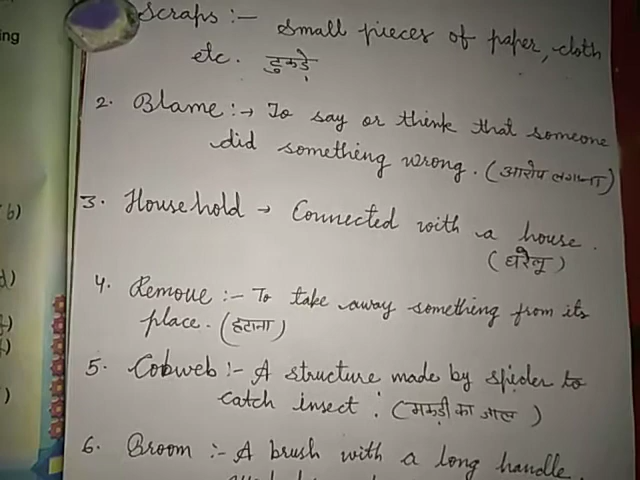 ing
Scraps :- Small pieces of paper, cloth
etc. टुकड़े
2. Blame :→ To say or think that someone
did something wrong. (आरोप लगाना)
3. Household → Connected with a house.
(घरेलू)
4. Remove :- To take away something from its
place. (हटाना)
5. Cobweb :- A structure made by spider to
catch insect : (मकड़ी का जाल)
6. Broom :- A brush with a long handle.
b)
d)